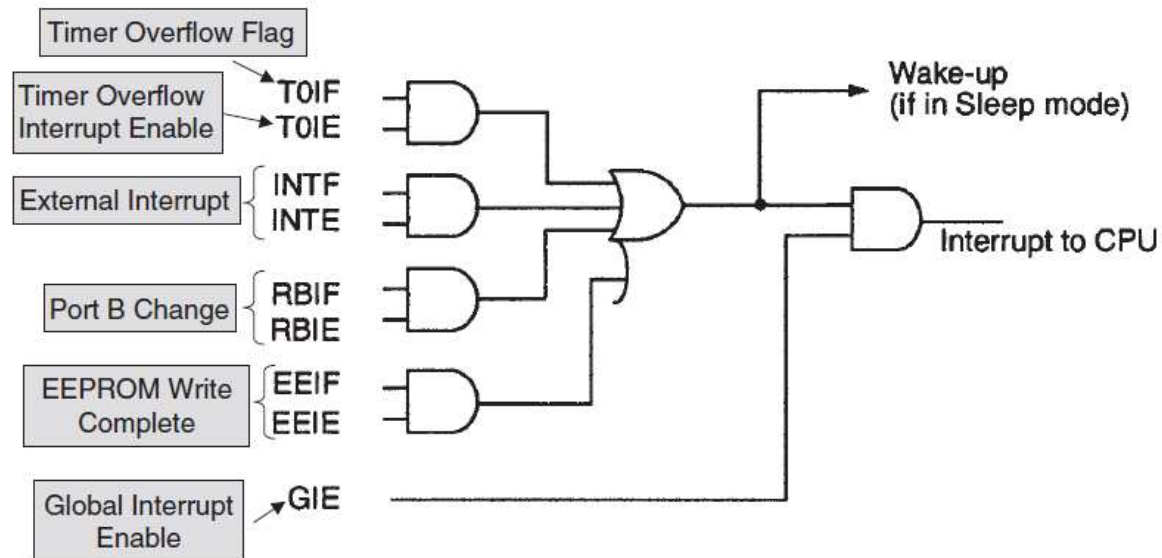 Timer Overflow Flag
T0IF
Timer Overflow
Interrupt Enable
T0IE
Wake-up
(if in Sleep mode)
External Interrupt
INTF
INTE
Interrupt to CPU
Port B Change
RBIF
RBIE
EEPROM Write
Complete
EEIF
EEIE
Global Interrupt
Enable
GIE